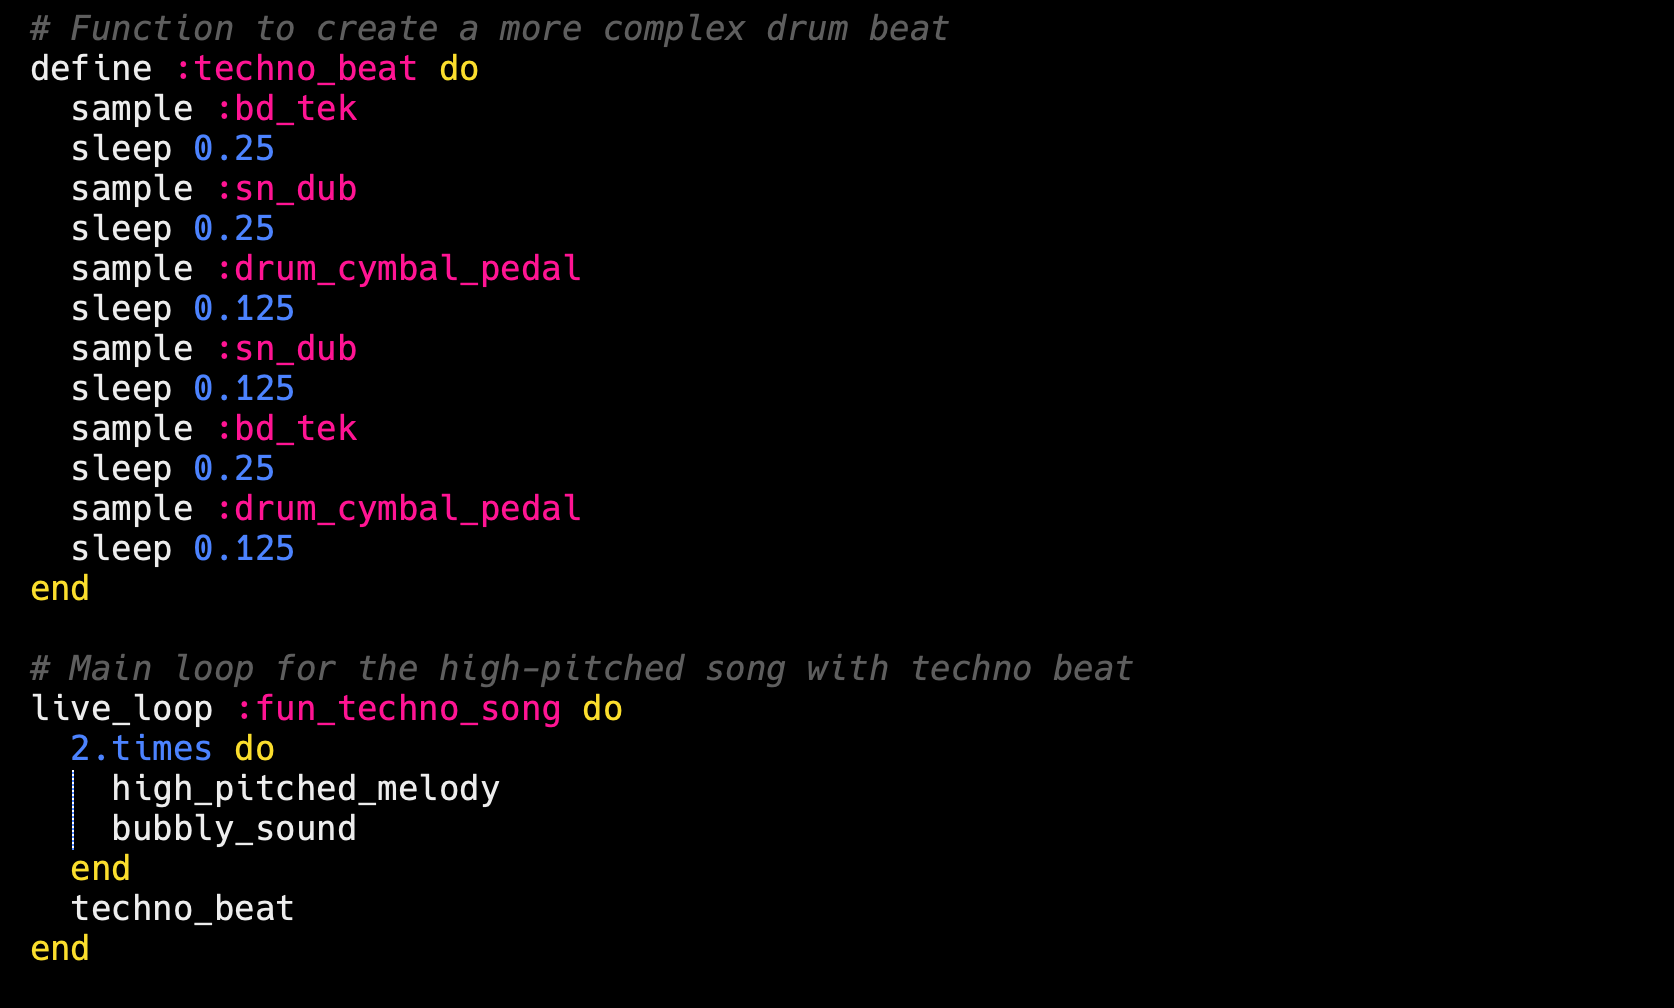 # Function to create a more complex drum beat
define :techno_beat do
  sample :bd_tek
  sleep 0.25
  sample :sn_dub
  sleep 0.25
  sample :drum_cymbal_pedal
  sleep 0.125
  sample :sn_dub
  sleep 0.125
  sample :bd_tek
  sleep 0.25
  sample :drum_cymbal_pedal
  sleep 0.125
end

# Main loop for the high-pitched song with techno beat
live_loop :fun_techno_song do
  2.times do
    high_pitched_melody
    bubbly_sound
  end
  techno_beat
end